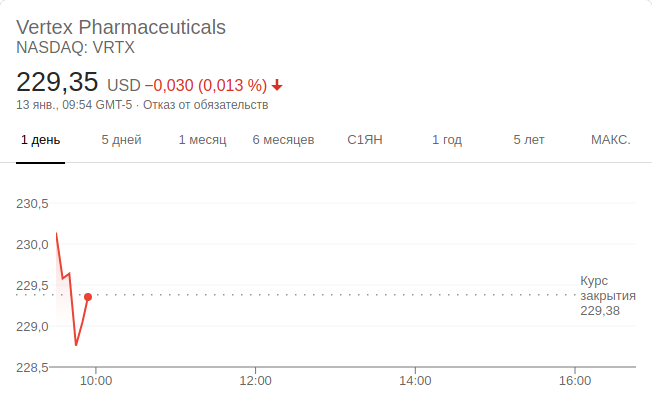 Vertex Pharmaceuticals
NASDAQ: VRTX
229,35 USD −0,030 (0,013 %)
13 янв., 09:54 GMT-5 · Отказ от обязательств
1 день 5 дней 1 месяц 6 месяцев С1ЯН 1 год 5 лет МАКС.
230,5
230,0
229,5
229,0
228,5
Курс
закрытия
229,38
10:00 12:00 14:00 16:00